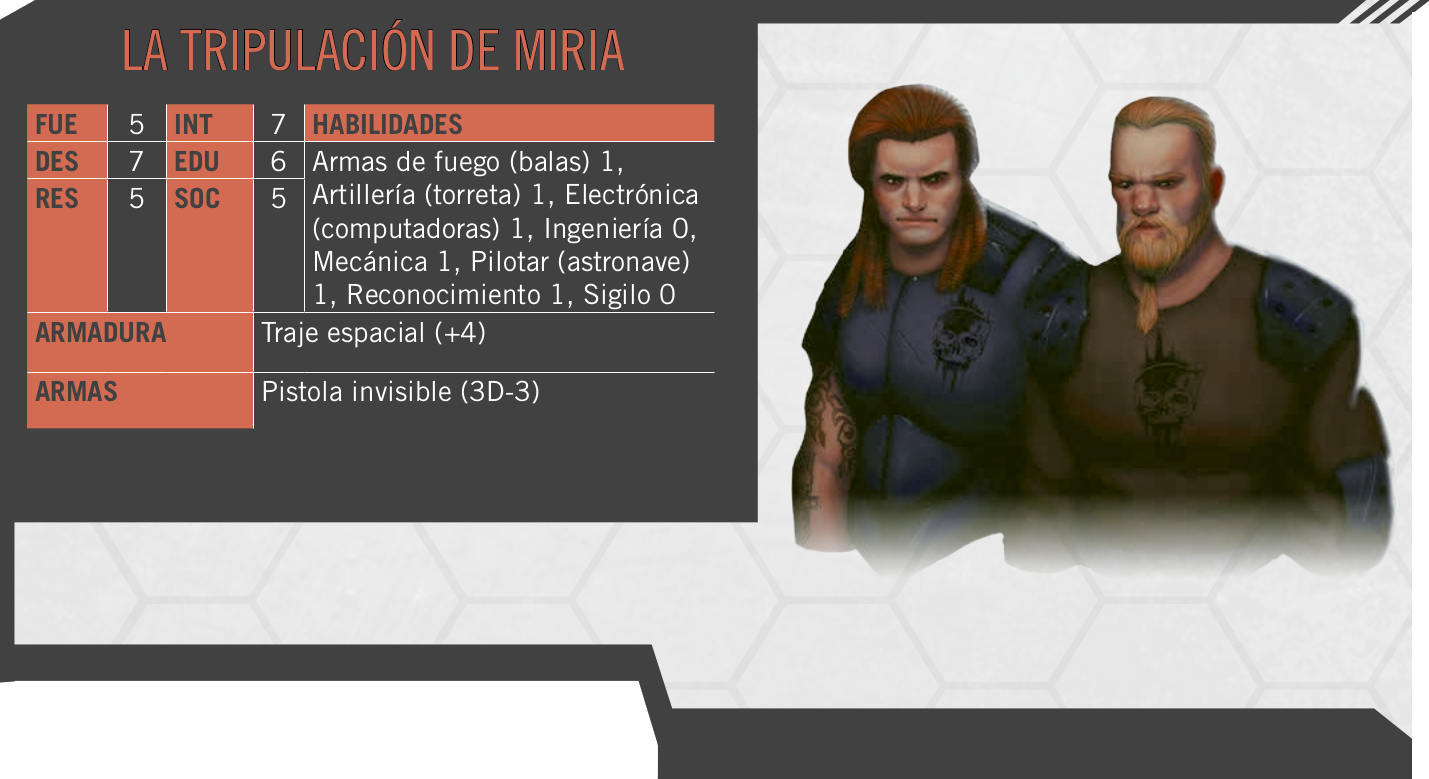 LA TRIPULACIÓN DE MIRIA
FUE 5 INT 7 HABILIDADES
DES 7 EDU 6 Armas de fuego (balas) 1,
RES 5 SOC 5 Artillería (torreta) 1, Electrónica
(computadoras) 1, Ingeniería 0,
Mecánica 1, Pilotar (astronave)
1, Reconocimiento 1, Sigilo 0
ARMADURA Traje espacial (+4)
ARMAS Pistola invisible (3D-3)